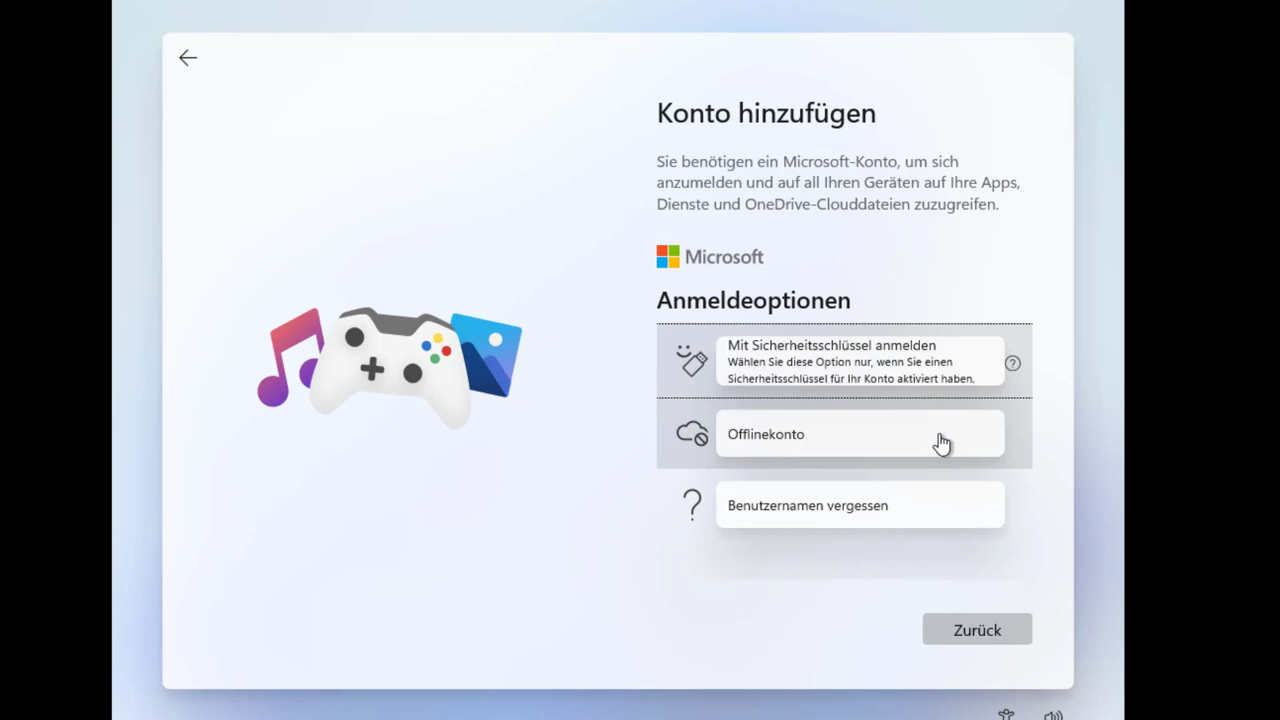 Konto hinzufügen
Sie benötigen ein Microsoft-Konto, um sich
anzumelden und auf all Ihren Geräten auf Ihre Apps,
Dienste und OneDrive-Clouddateien zuzugreifen.
Microsoft
Anmeldeoptionen
Mit Sicherheitsschlüssel anmelden
Wählen Sie diese Option nur, wenn Sie einen
Sicherheitsschlüssel für Ihr Konto aktiviert haben.
Offlinekonto
Benutzernamen vergessen
Zurück